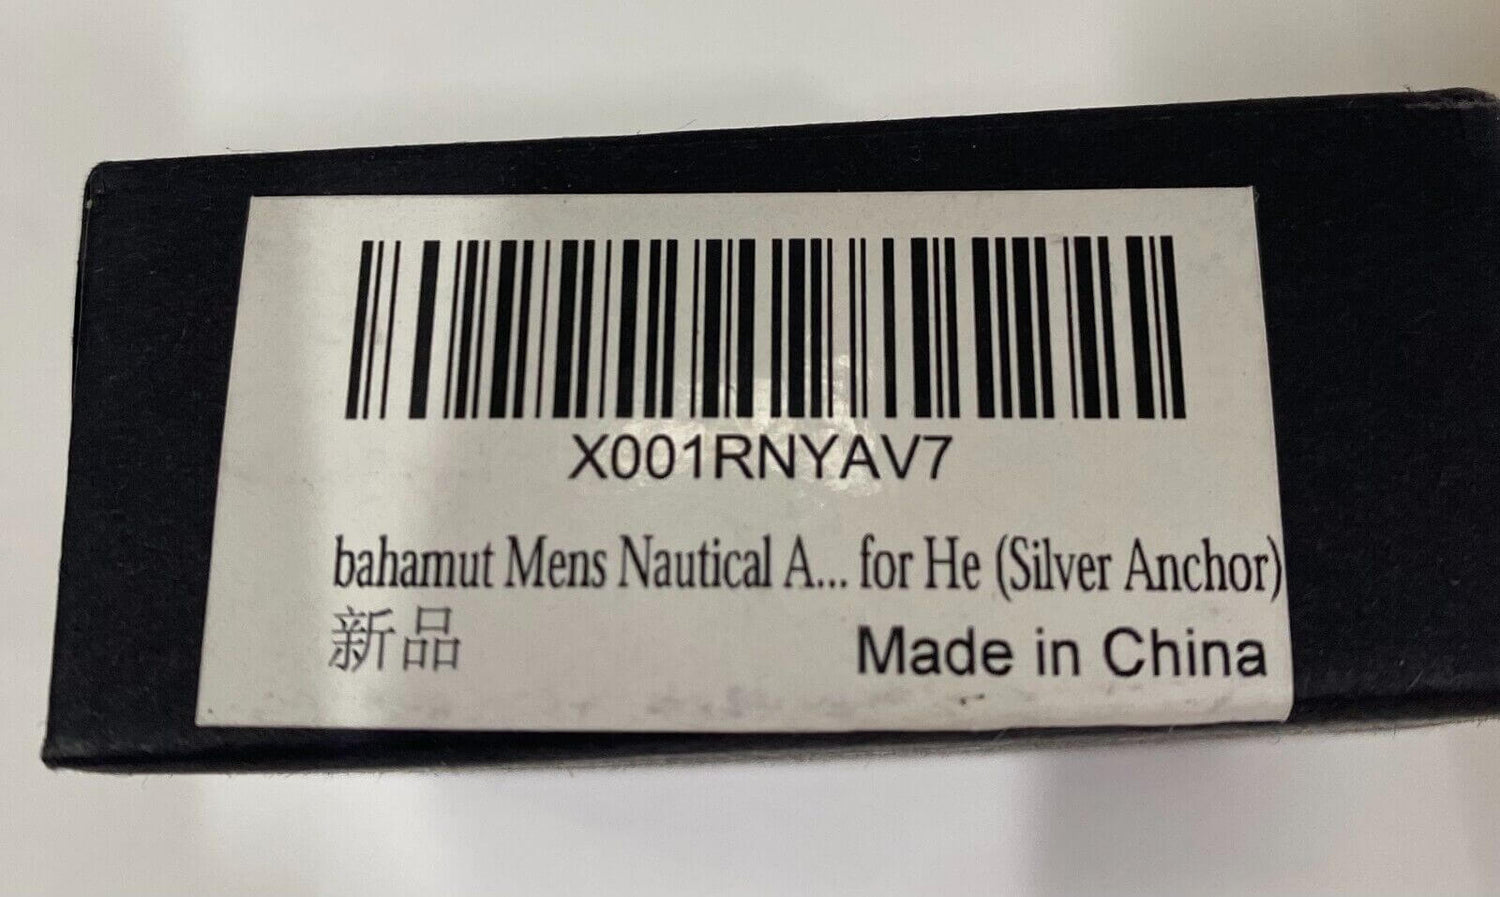 X001RNYAV7
bahamut Mens Nautical A... for He (Silver Anchor)
新品
Made in China